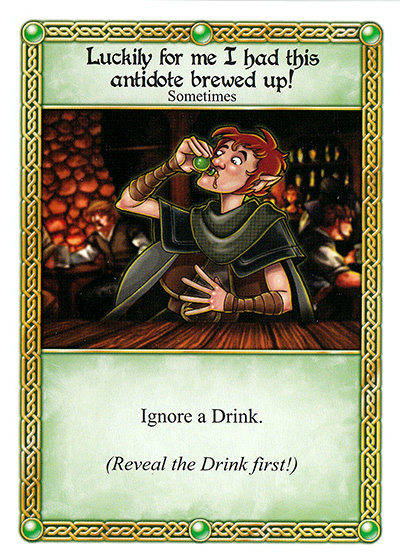 Luckily for me I had this
antidote brewed up!
Sometimes
Ignore a Drink.
(Reveal the Drink first!)